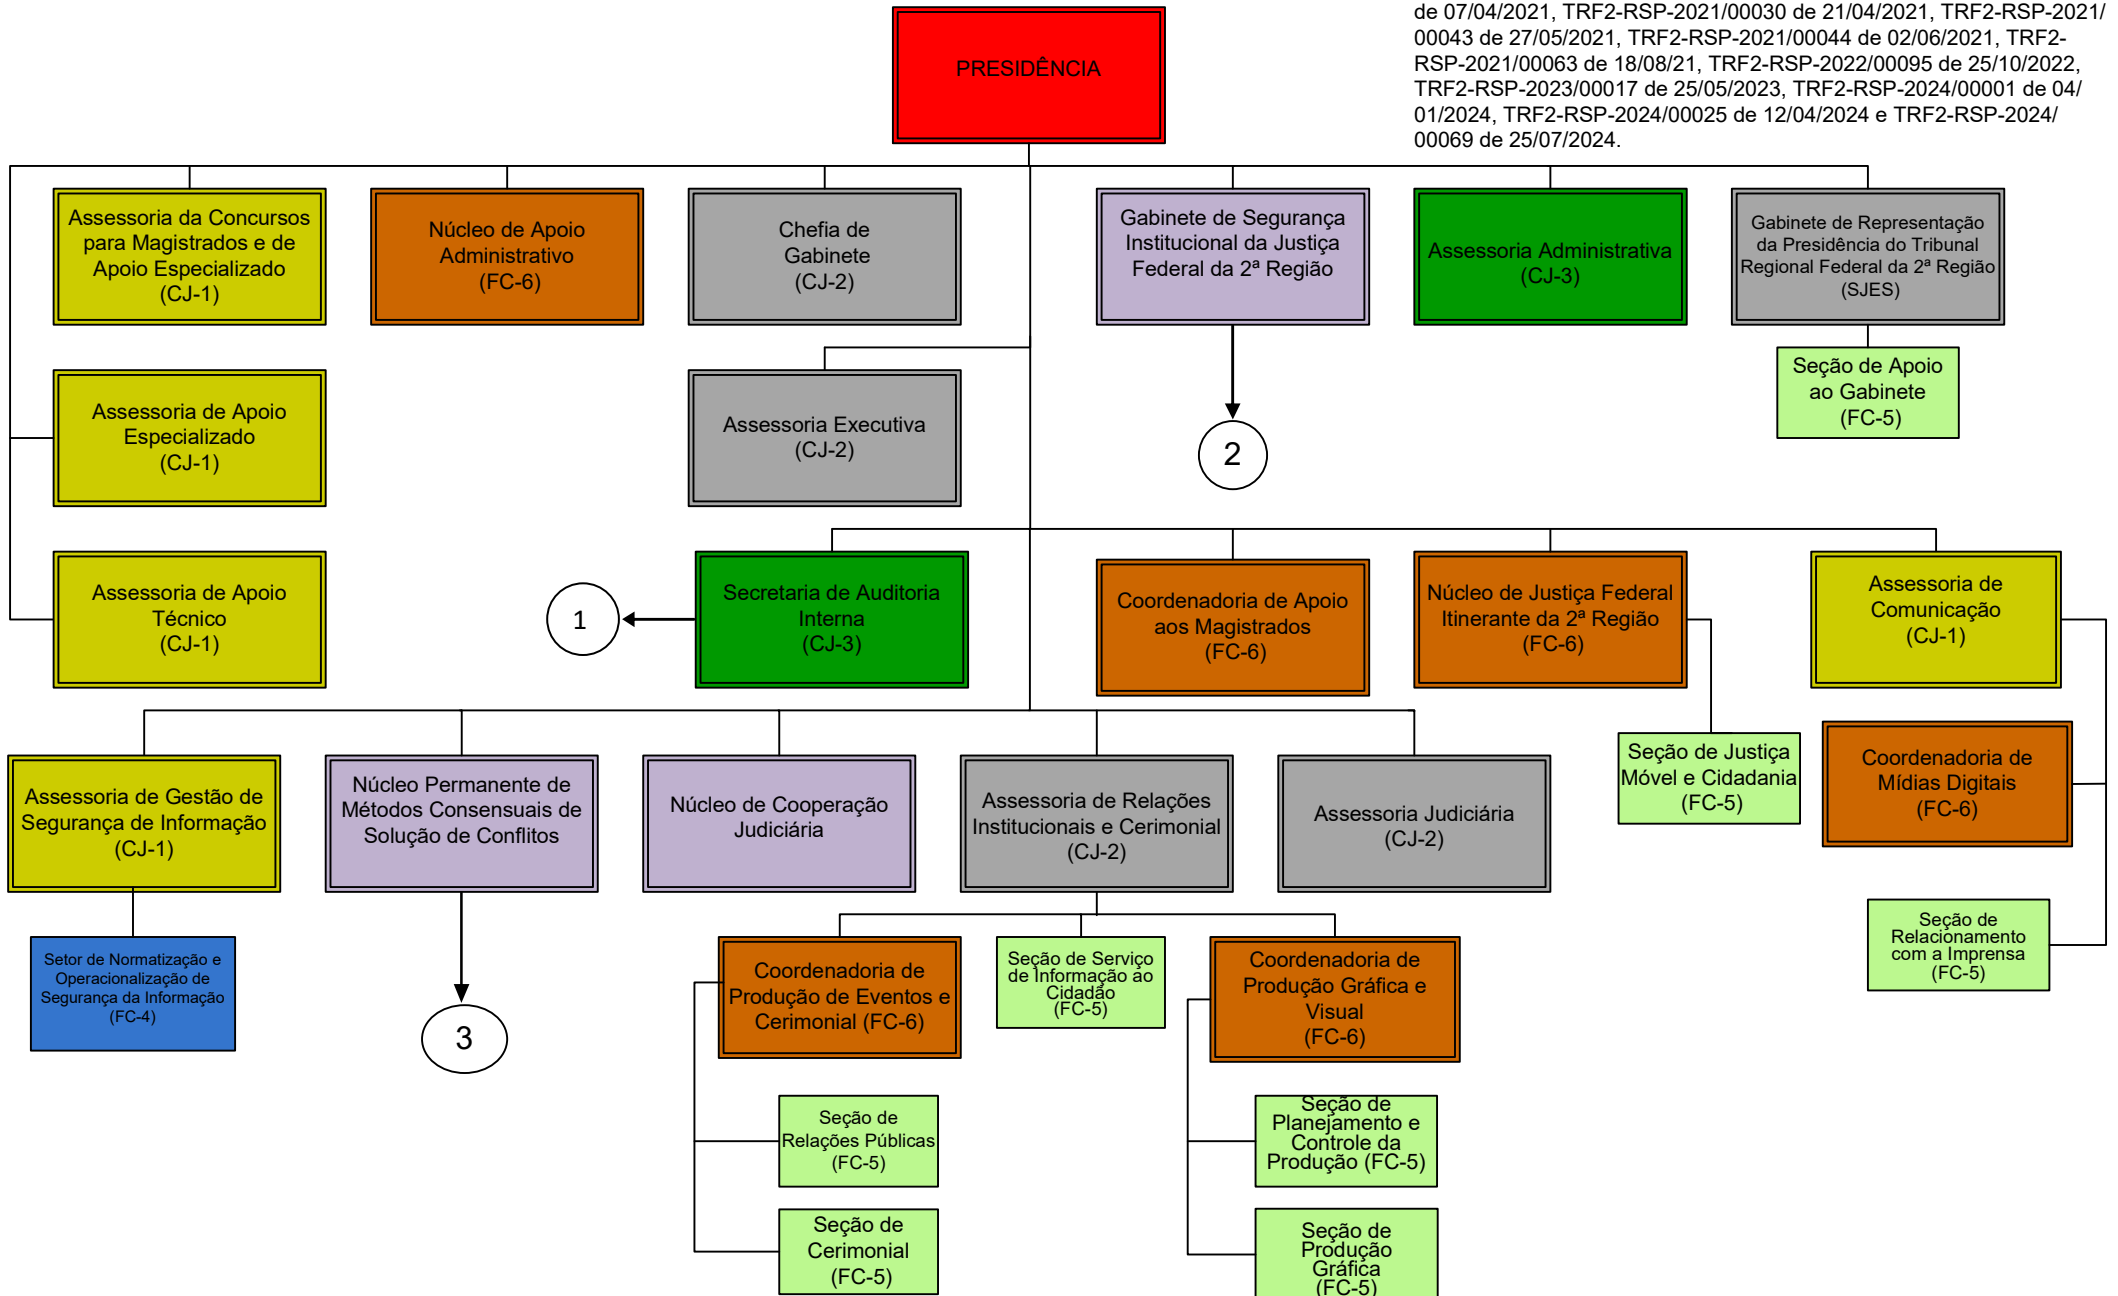 de 07/04/2021, TRF2-RSP-2021/00030 de 21/04/2021, TRF2-RSP-2021/
00043 de 27/05/2021, TRF2-RSP-2021/00044 de 02/06/2021, TRF2-
RSP-2021/00063 de 18/08/21, TRF2-RSP-2022/00095 de 25/10/2022,
TRF2-RSP-2023/00017 de 25/05/2023, TRF2-RSP-2024/00001 de 04/
01/2024, TRF2-RSP-2024/00025 de 12/04/2024 e TRF2-RSP-2024/
00069 de 25/07/2024.
PRESIDÊNCIA
Assessoria da Concursos
para Magistrados e de
Apoio Especializado
(CJ-1)
Núcleo de Apoio
Administrativo
(FC-6)
Chefia de
Gabinete
(CJ-2)
Gabinete de Segurança
Institucional da Justiça
Federal da 2ª Região
Assessoria Administrativa
(CJ-3)
Gabinete de Representação
da Presidência do Tribunal
Regional Federal da 2ª Região
(SJES)
Assessoria de Apoio
Especializado
(CJ-1)
Assessoria Executiva
(CJ-2)
2
Seção de Apoio
ao Gabinete
(FC-5)
Assessoria de Apoio
Técnico
(CJ-1)
1
Secretaria de Auditoria
Interna
(CJ-3)
Coordenadoria de Apoio
aos Magistrados
(FC-6)
Núcleo de Justiça Federal
Itinerante da 2ª Região
(FC-6)
Assessoria de
Comunicação
(CJ-1)
Assessoria de Gestão de
Segurança de Informação
(CJ-1)
Núcleo Permanente de
Métodos Consensuais de
Solução de Conflitos
Núcleo de Cooperação
Judiciária
Assessoria de Relações
Institucionais e Cerimonial
(CJ-2)
Assessoria Judiciária
(CJ-2)
Seção de Justiça
Móvel e Cidadania
(FC-5)
Coordenadoria de
Mídias Digitais
(FC-6)
Setor de Normatização e
Operacionalização de
Segurança da Informação
(FC-4)
3
Coordenadoria de
Produção de Eventos e
Cerimonial (FC-6)
Seção de Serviço
de Informação ao
Cidadão
(FC-5)
Coordenadoria de
Produção Gráfica e
Visual
(FC-6)
Seção de
Relacionamento
com a Imprensa
(FC-5)
Seção de
Relações Públicas
(FC-5)
Seção de
Planejamento e
Controle da
Produção (FC-5)
Seção de
Cerimonial
(FC-5)
Seção de
Produção
Gráfica
(FC-5)